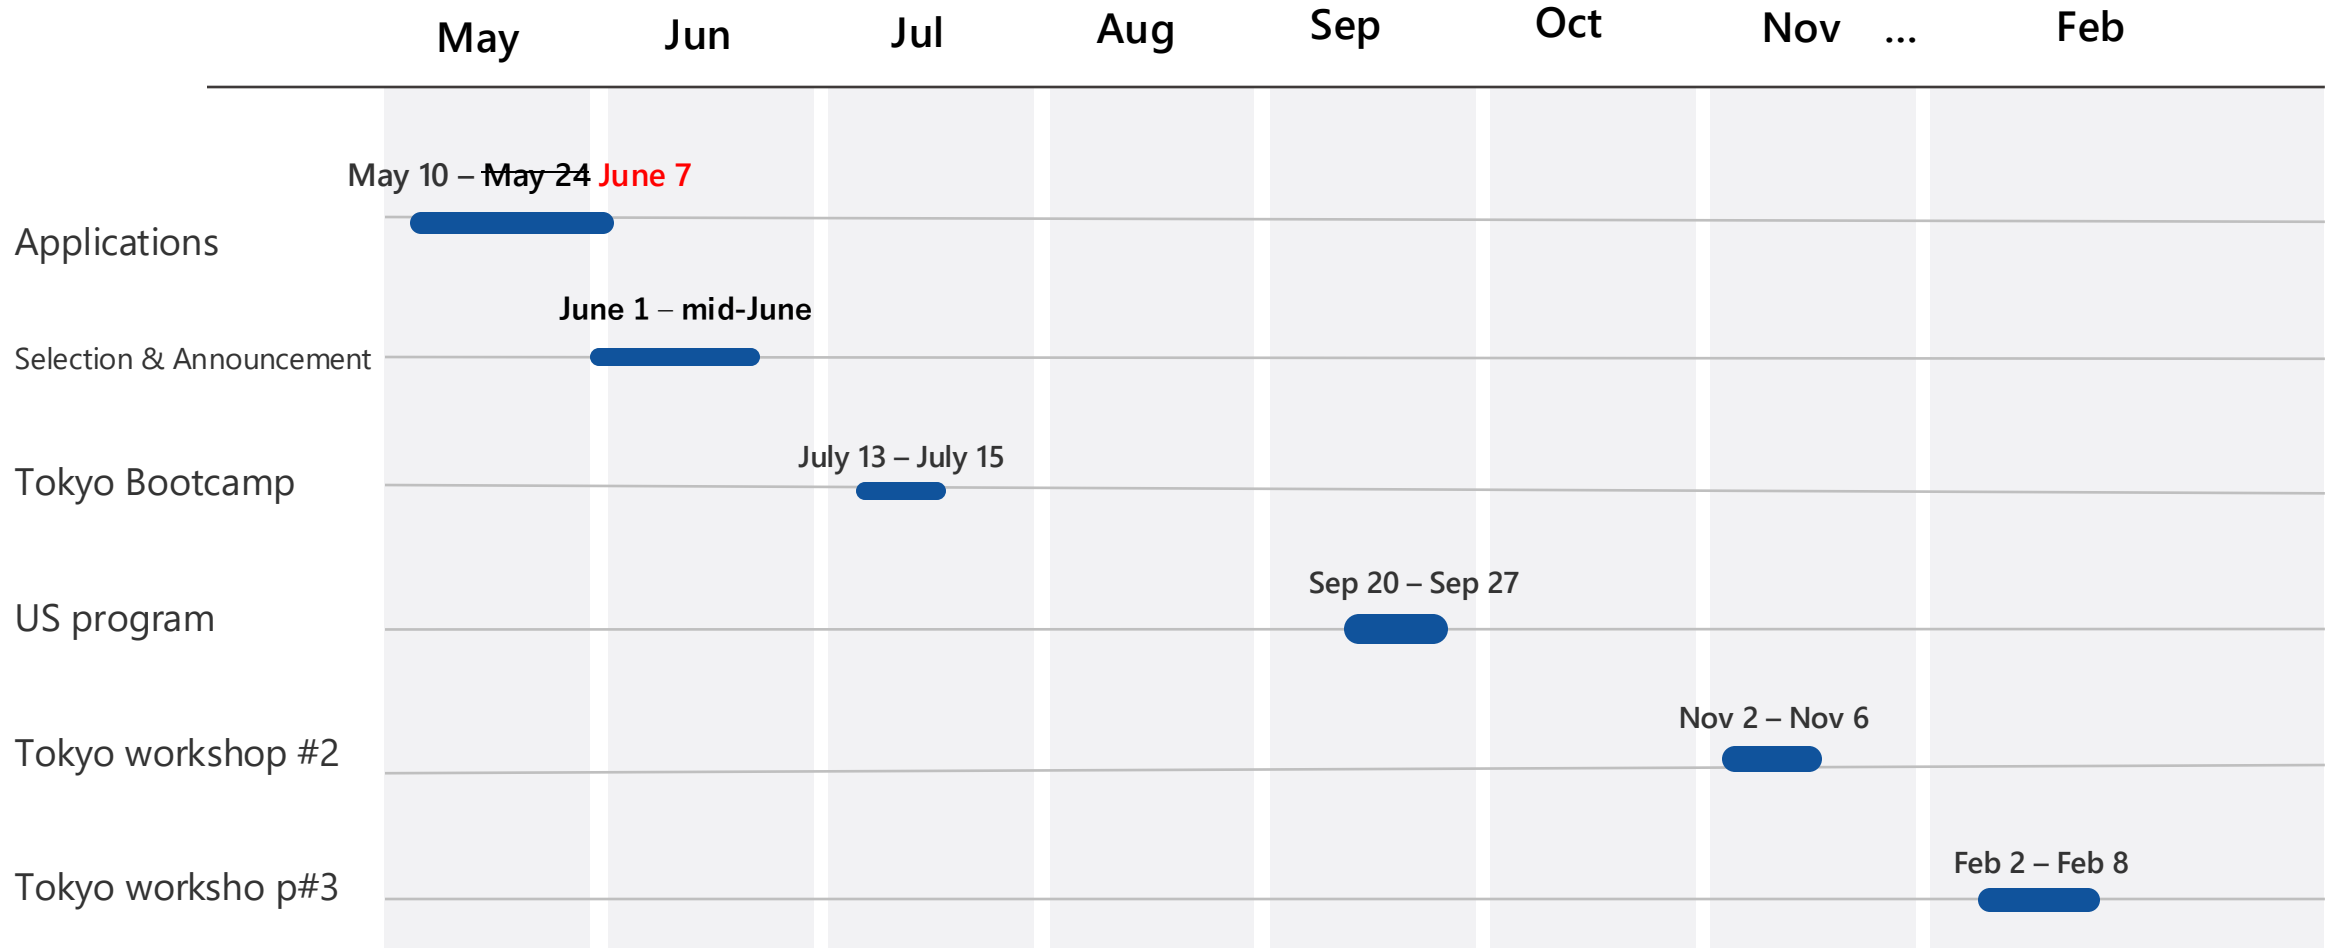 May Jun Jul Aug Sep Oct Nov ... Feb
May 10 – May 24 June 7
Applications
June 1 – mid-June
Selection & Announcement
July 13 – July 15
Tokyo Bootcamp
Sep 20 – Sep 27
US program
Nov 2 – Nov 6
Tokyo workshop #2
Feb 2 – Feb 8
Tokyo worksho p#3